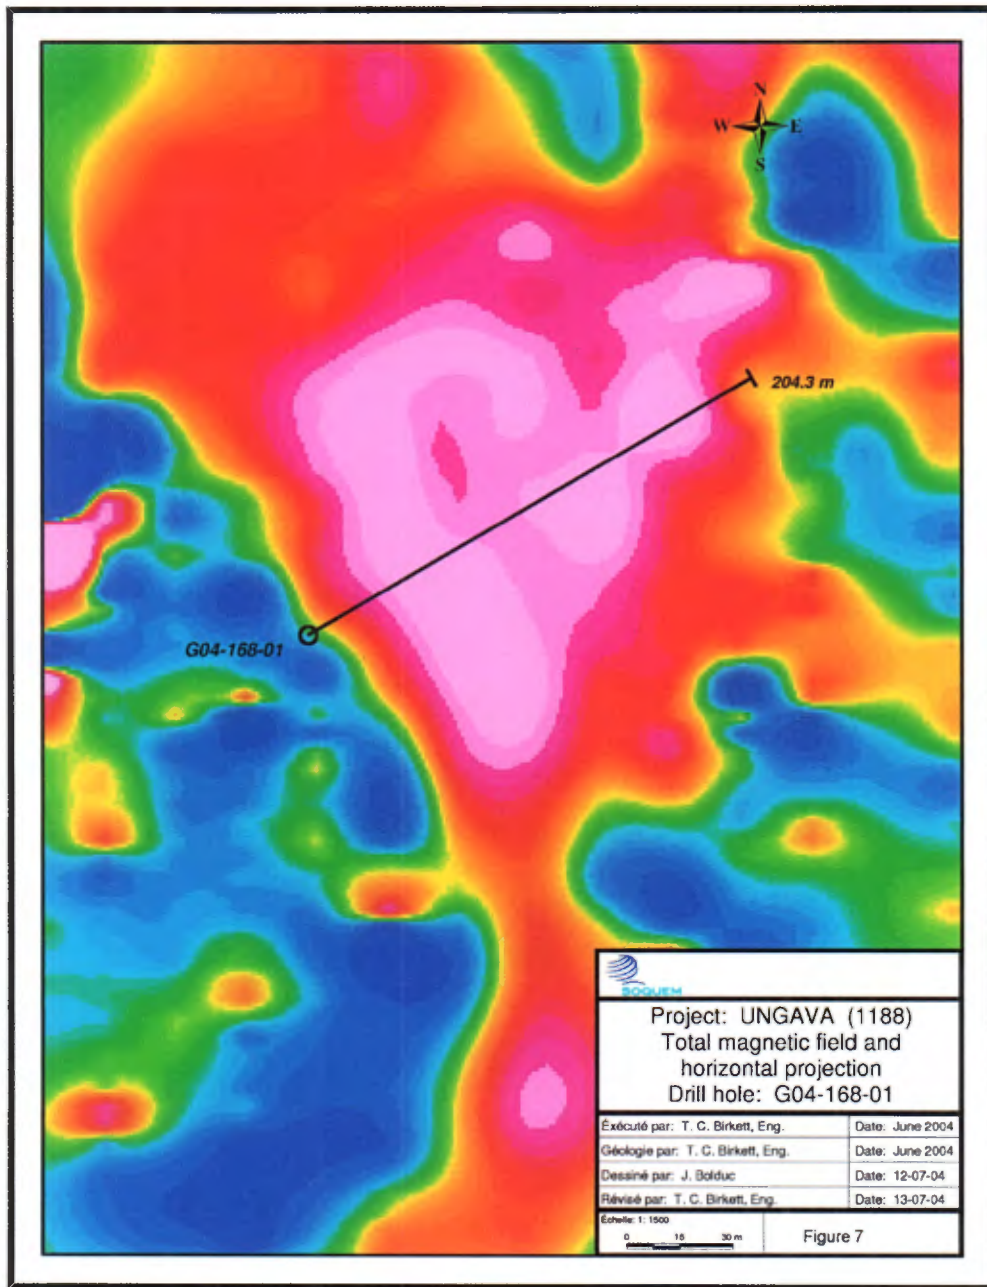 N
W E
S
204.3 m
G04-168-01
SOQUEM
Project: UNGAVA (1188)
Total magnetic field and
horizontal projection
Drill hole: G04-168-01
Éxécuté par: T. C. Birkett, Eng. Date: June 2004
Géologie par: T. C. Birkett, Eng. Date: June 2004
Dessiné par: J. Bolduc Date: 12-07-04
Révisé par: T. C. Birkett, Eng. Date: 13-07-04
Échelle: 1: 1500
0 15 30 m
Figure 7